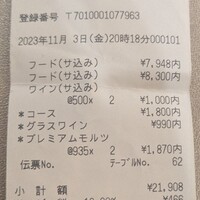 登録番号 T7010001077963
2023年11月 3日(金)20時18分000101
フード(サ込み) ¥7,948内
フード(サ込み) ¥8,300内
ワイン(サ込み)
@500× 2 ¥1,000内
*コース ¥1,800内
*グラスワイン ¥990内
*プレミアムモルツ
@935× 2 ¥1,870内
伝票No. テーブルNo. 62
小 計 額 ¥21,908